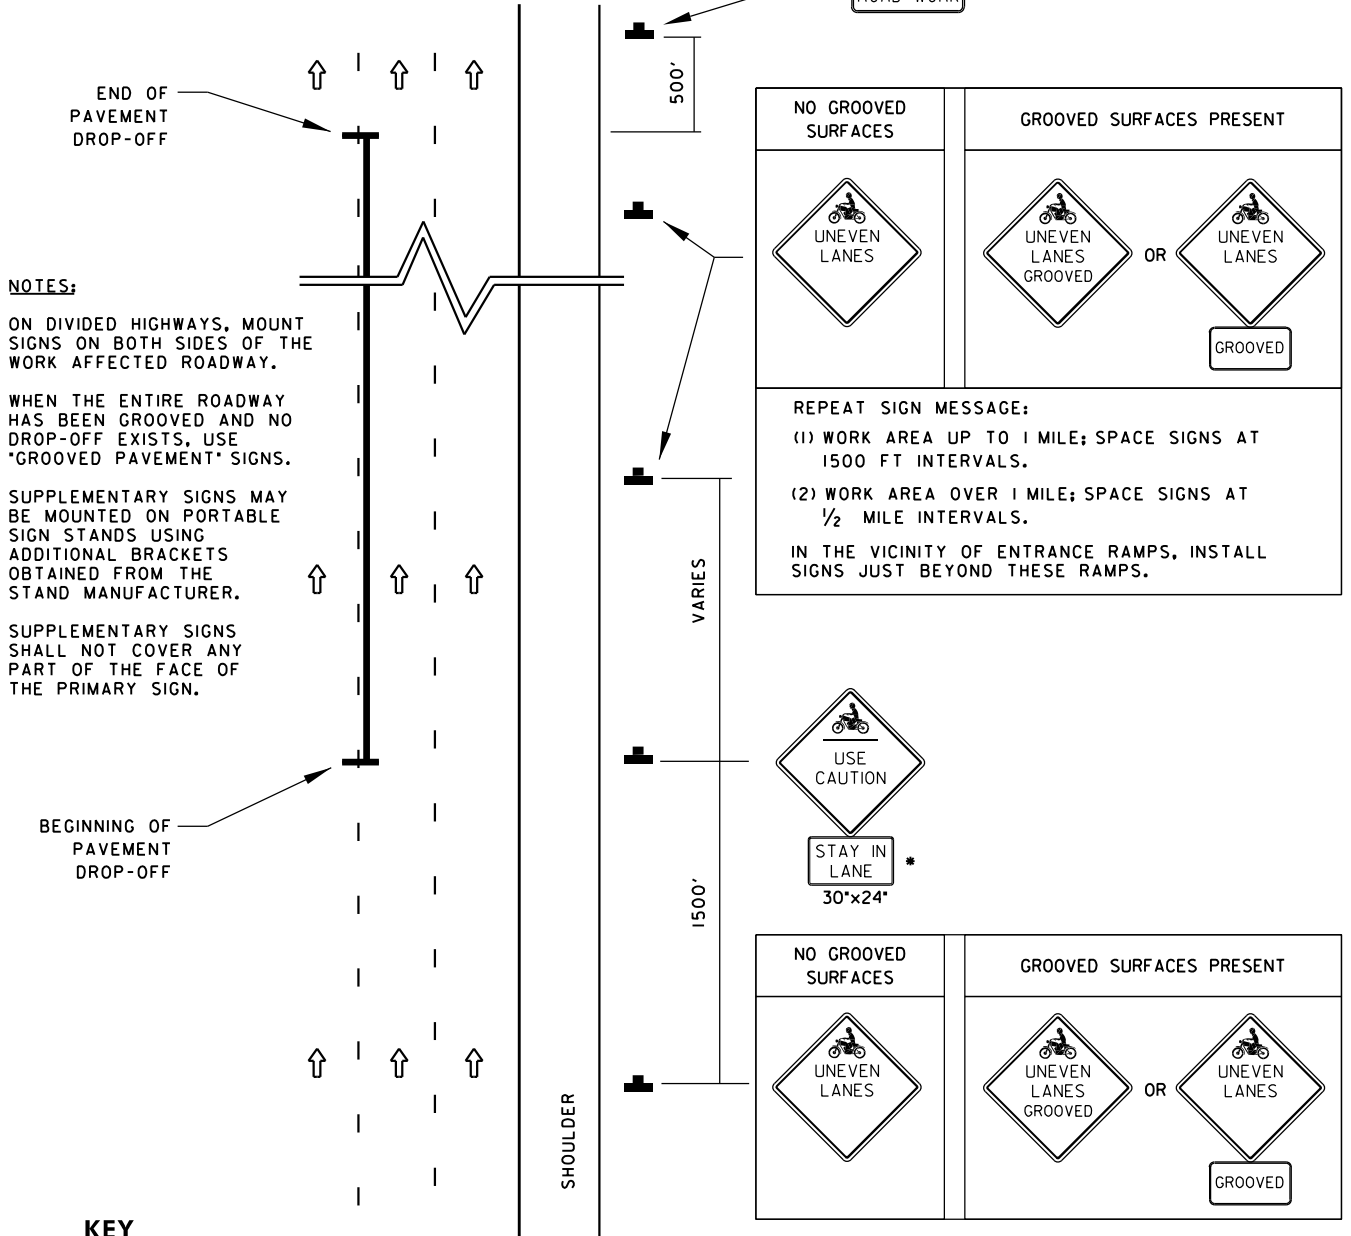 ROAD WORK
END OF
PAVEMENT
DROP-OFF
500'
NO GROOVED
SURFACES
GROOVED SURFACES PRESENT
UNEVEN
LANES
UNEVEN
LANES
GROOVED
OR
UNEVEN
LANES
GROOVED
REPEAT SIGN MESSAGE:
(1) WORK AREA UP TO 1 MILE; SPACE SIGNS AT
1500 FT INTERVALS.
(2) WORK AREA OVER 1 MILE; SPACE SIGNS AT
1/2 MILE INTERVALS.
IN THE VICINITY OF ENTRANCE RAMPS, INSTALL
SIGNS JUST BEYOND THESE RAMPS.
NOTES:
ON DIVIDED HIGHWAYS, MOUNT
SIGNS ON BOTH SIDES OF THE
WORK AFFECTED ROADWAY.
WHEN THE ENTIRE ROADWAY
HAS BEEN GROOVED AND NO
DROP-OFF EXISTS, USE
"GROOVED PAVEMENT" SIGNS.
SUPPLEMENTARY SIGNS MAY
BE MOUNTED ON PORTABLE
SIGN STANDS USING
ADDITIONAL BRACKETS
OBTAINED FROM THE
STAND MANUFACTURER.
SUPPLEMENTARY SIGNS
SHALL NOT COVER ANY
PART OF THE FACE OF
THE PRIMARY SIGN.
VARIES
USE
CAUTION
STAY IN
LANE *
30"x24"
BEGINNING OF
PAVEMENT
DROP-OFF
1500'
NO GROOVED
SURFACES
GROOVED SURFACES PRESENT
UNEVEN
LANES
UNEVEN
LANES
GROOVED
OR
UNEVEN
LANES
GROOVED
SHOULDER
KEY